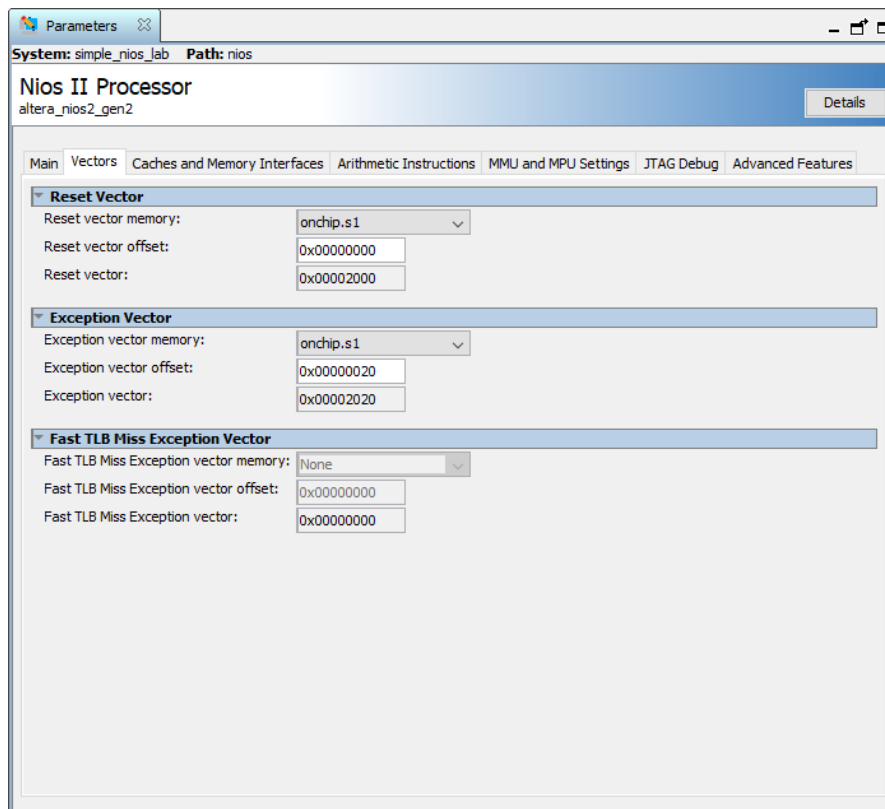 Parameters
System: simple_nios_lab Path: nios
Nios II Processor
altera_nios2_gen2
Details
Main Vectors Caches and Memory Interfaces Arithmetic Instructions MMU and MPU Settings JTAG Debug Advanced Features
Reset Vector
Reset vector memory: onchip.s1
Reset vector offset: 0x00000000
Reset vector: 0x00002000
Exception Vector
Exception vector memory: onchip.s1
Exception vector offset: 0x00000020
Exception vector: 0x00002020
Fast TLB Miss Exception Vector
Fast TLB Miss Exception vector memory: None
Fast TLB Miss Exception vector offset: 0x00000000
Fast TLB Miss Exception vector: 0x00000000